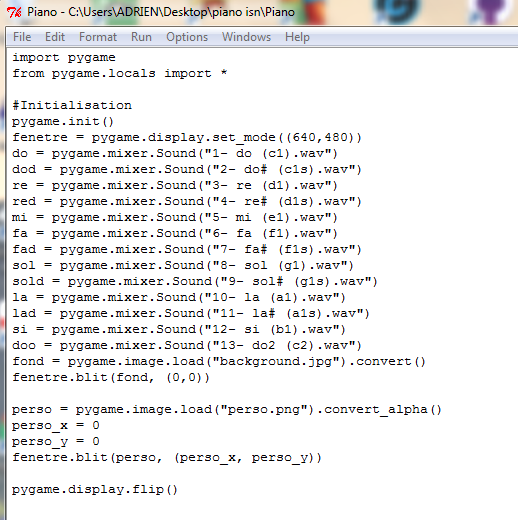 Piano - C:\Users\ADRIEN\Desktop\piano isn\Piano
File Edit Format Run Options Windows Help
import pygame
from pygame.locals import *

#Initialisation
pygame.init()
fenetre = pygame.display.set_mode((640,480))
do = pygame.mixer.Sound("1- do (c1).wav")
dod = pygame.mixer.Sound("2- do# (c1s).wav")
re = pygame.mixer.Sound("3- re (d1).wav")
red = pygame.mixer.Sound("4- re# (d1s).wav")
mi = pygame.mixer.Sound("5- mi (e1).wav")
fa = pygame.mixer.Sound("6- fa (f1).wav")
fad = pygame.mixer.Sound("7- fa# (f1s).wav")
sol = pygame.mixer.Sound("8- sol (g1).wav")
sold = pygame.mixer.Sound("9- sol# (g1s).wav")
la = pygame.mixer.Sound("10- la (a1).wav")
lad = pygame.mixer.Sound("11- la# (a1s).wav")
si = pygame.mixer.Sound("12- si (b1).wav")
doo = pygame.mixer.Sound("13- do2 (c2).wav")
fond = pygame.image.load("background.jpg").convert()
fenetre.blit(fond, (0,0))

perso = pygame.image.load("perso.png").convert_alpha()
perso_x = 0
perso_y = 0
fenetre.blit(perso, (perso_x, perso_y))

pygame.display.flip()